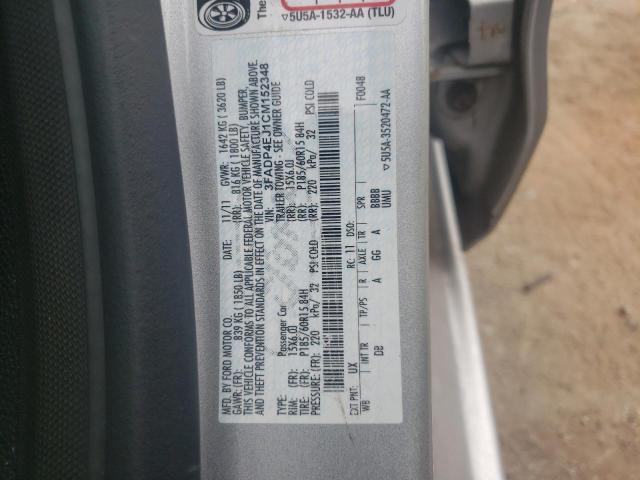 The
▽5U5A-1532-AA (TLU)
MFD. BY FORD MOTOR CO.
DATE: 11/11 GVWR: 1642 KG ( 3620 LB)
GAWR:(FR): 839 KG ( 1850 LB) (RR): 816 KG ( 1800 LB)
THIS VEHICLE CONFORMS TO ALL APPLICABLE FEDERAL MOTOR VEHICLE SAFETY, BUMPER,
AND THEFT PREVENTION STANDARDS IN EFFECT ON THE DATE OF MANUFACTURE SHOWN ABOVE
VIN: 3FADP4EJ1CM152348
TYPE: Passenger Car TRAILER TOWING - SEE OWNER GUIDE
RIM: (FR): 15X6.0J (RR): 15X6.0J
TIRE: (FR): P185/60R15 84H (RR): P185/60R15 84H
PRESSURE: (FR): 220 kPa/ 32 PSI COLD (RR): 220 kPa/ 32 PSI COLD
F0048
EXT PNT: UX RC: 11 DSO:
WB INT TR TP/PS R AXLE TR SPR
DB A GG A BBBB
UMU
▽5U5A-3520472-AA